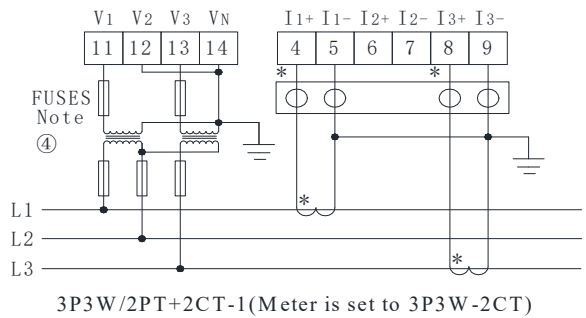 V1 V2 V3 VN I1+ I1- I2+ I2- I3+ I3-
11 12 13 14 4 5 6 7 8 9
* *
FUSES
Note
④
*
L1
L2
*
L3
3P3W/2PT+2CT-1(Meter is set to 3P3W-2CT)